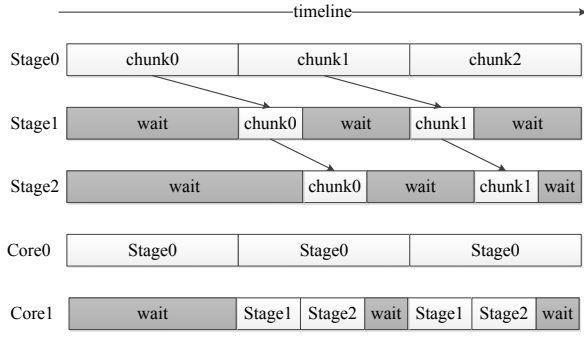 timeline
Stage0 chunk0 chunk1 chunk2
Stage1 wait chunk0 wait chunk1 wait
Stage2 wait chunk0 wait chunk1 wait
Core0 Stage0 Stage0 Stage0
Core1 wait Stage1 Stage2 wait Stage1 Stage2 wait